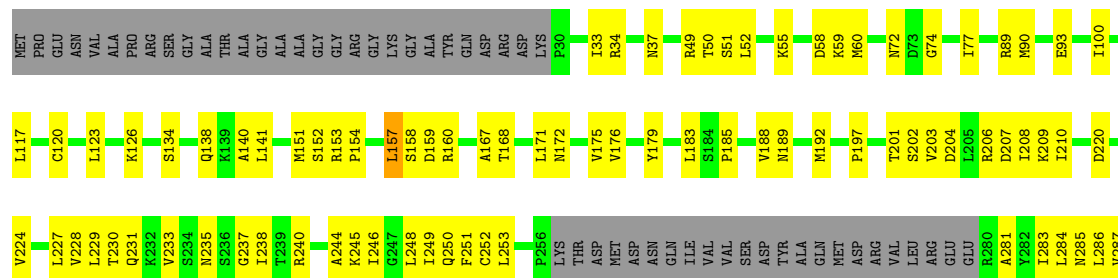 MET PRO GLU ASN VAL ALA PRO ARG SER GLY ALA THR ALA GLY ALA ALA ALA GLY GLY ARG GLY LYS GLY ALA TYR GLN ASP ARG ASP LYS P30 I33 R34 N37 R49 T50 S51 L52 K55 D58 K59 M60 N72 D73 G74 I77 R89 M90 E93 I100
L117 C120 L123 K126 S134 Q138 K139 A140 L141 M151 S152 R153 P154 L157 S158 D159 R160 A167 T168 L171 N172 V175 V176 Y179 L183 S184 P185 V188 N189 M192 P197 T201 S202 V203 D204 L205 R206 D207 I208 K209 I210 D220
V224 L227 V228 L229 T230 Q231 K232 V233 S234 N235 S236 G237 I238 T239 R240 A244 K245 I246 G247 L248 I249 Q250 F251 C252 L253 P256 LYS THR ASP MET ASP ASN GLN ILE VAL VAL SER ASP TYR ALA GLN MET ASP ARG VAL LEU ARG GLU GLU R280 A281 Y282 I283 L284 N285 L286 V287